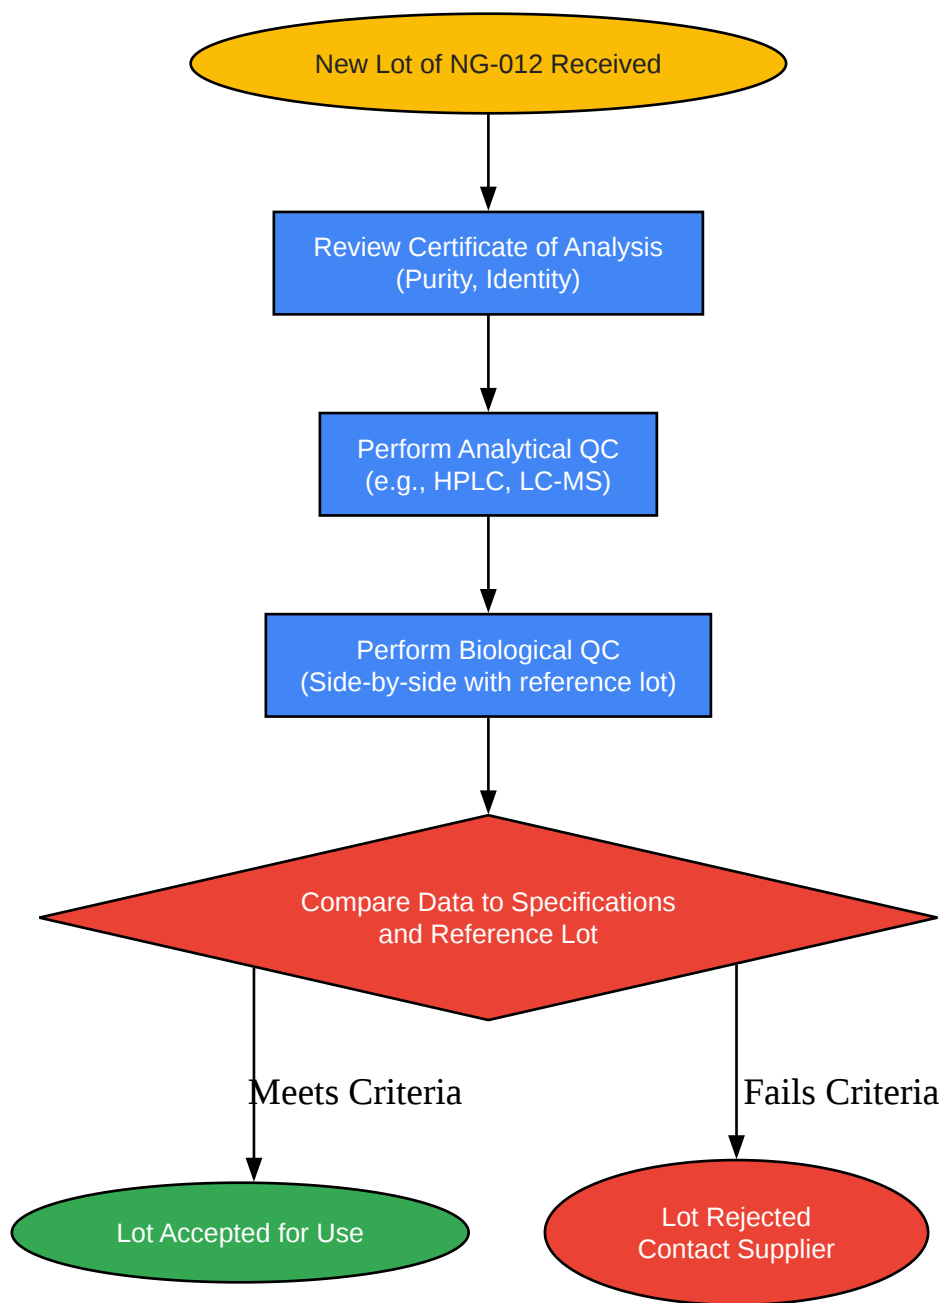 New Lot of NG-012 Received
Review Certificate of Analysis
(Purity, Identity)
Perform Analytical QC
(e.g., HPLC, LC-MS)
Perform Biological QC
(Side-by-side with reference lot)
Compare Data to Specifications
and Reference Lot
Meets Criteria
Fails Criteria
Lot Accepted for Use
Lot Rejected
Contact Supplier